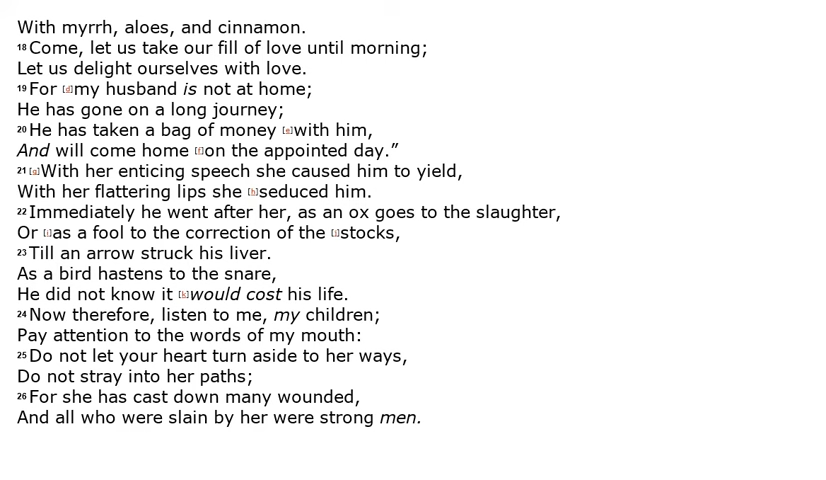 With myrrh, aloes, and cinnamon.
18 Come, let us take our fill of love until morning;
Let us delight ourselves with love.
19 For [d]my husband is not at home;
He has gone on a long journey;
20 He has taken a bag of money [e]with him,
And will come home [f]on the appointed day.”
21 [g]With her enticing speech she caused him to yield,
With her flattering lips she [h]seduced him.
22 Immediately he went after her, as an ox goes to the slaughter,
Or [i]as a fool to the correction of the [j]stocks,
23 Till an arrow struck his liver.
As a bird hastens to the snare,
He did not know it [k]would cost his life.
24 Now therefore, listen to me, my children;
Pay attention to the words of my mouth:
25 Do not let your heart turn aside to her ways,
Do not stray into her paths;
26 For she has cast down many wounded,
And all who were slain by her were strong men.